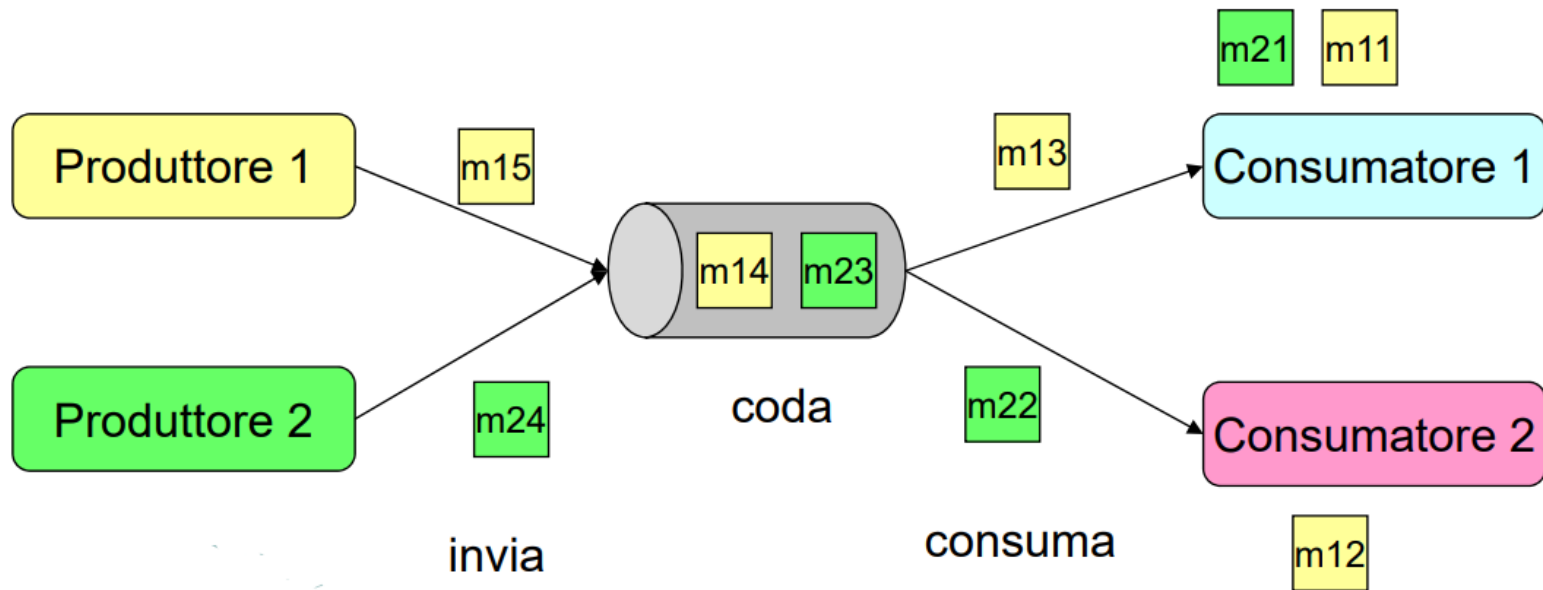 m21 m11
Produttore 1
m15
m13
Consumatore 1
m14 m23
Produttore 2
m24
coda
m22
Consumatore 2
invia
consuma
m12